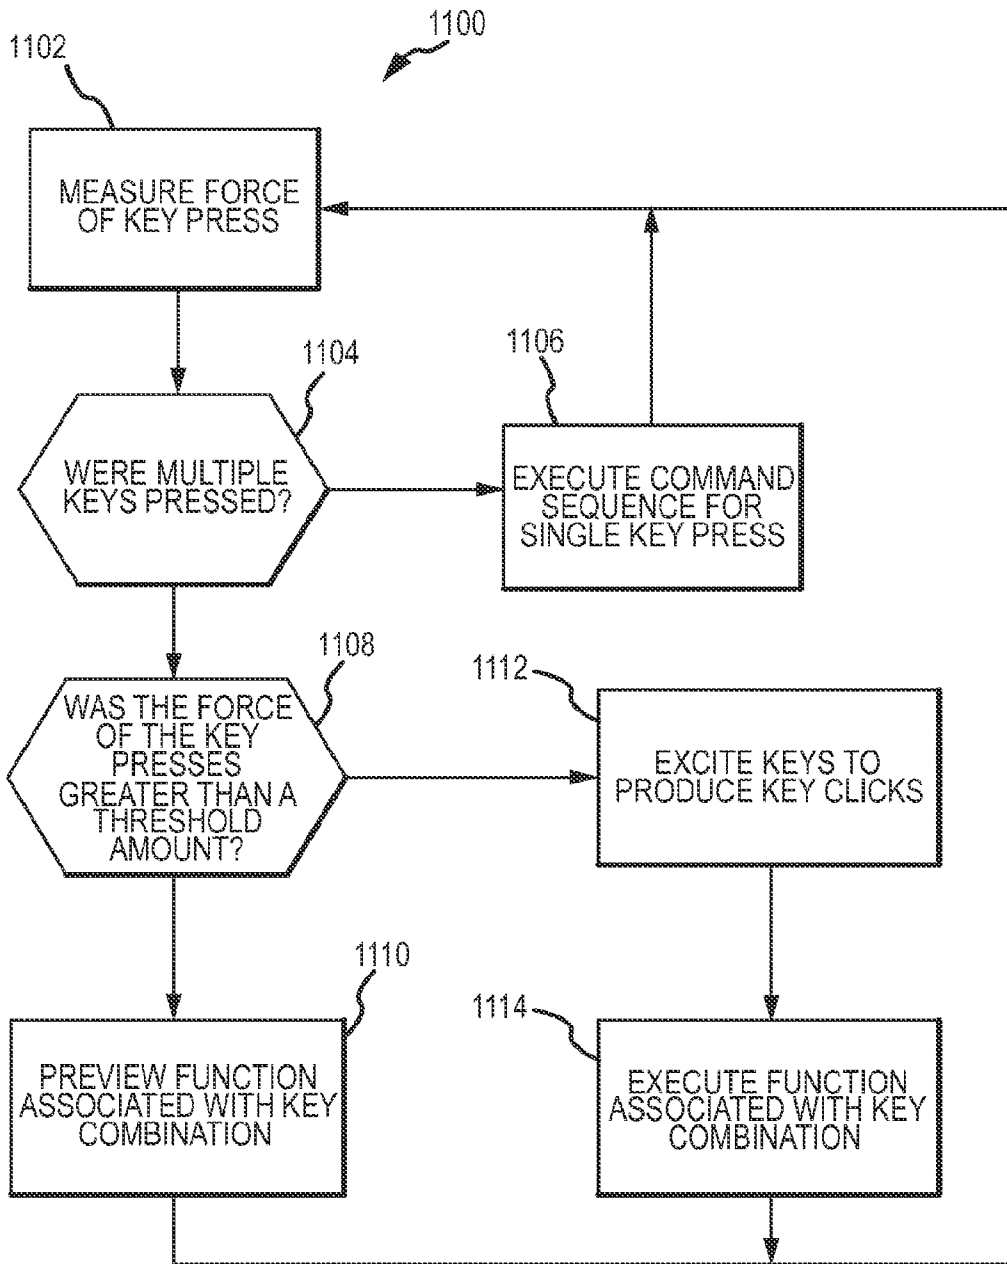 1100
1102
MEASURE FORCE
OF KEY PRESS
1104
WERE MULTIPLE
KEYS PRESSED?
1106
EXECUTE COMMAND
SEQUENCE FOR
SINGLE KEY PRESS
1108
WAS THE FORCE
OF THE KEY
PRESSES
GREATER THAN A
THRESHOLD
AMOUNT?
1112
EXCITE KEYS TO
PRODUCE KEY CLICKS
1110
PREVIEW FUNCTION
ASSOCIATED WITH KEY
COMBINATION
1114
EXECUTE FUNCTION
ASSOCIATED WITH KEY
COMBINATION